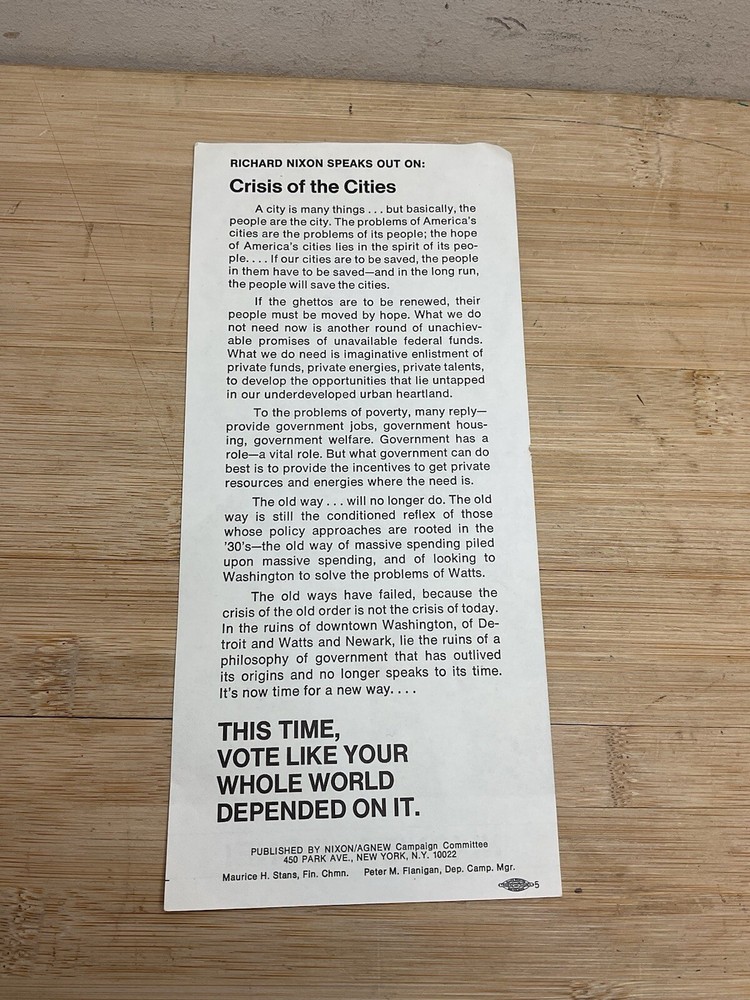 RICHARD NIXON SPEAKS OUT ON:
Crisis of the Cities
A city is many things . . . but basically, the
people are the city. The problems of America's
cities are the problems of its people; the hope
of America's cities lies in the spirit of its peo-
ple. . . . If our cities are to be saved, the people
in them have to be saved—and in the long run,
the people will save the cities.
If the ghettos are to be renewed, their
people must be moved by hope. What we do
not need now is another round of unachiev-
able promises of unavailable federal funds.
What we do need is imaginative enlistment of
private funds, private energies, private talents,
to develop the opportunities that lie untapped
in our underdeveloped urban heartland.
To the problems of poverty, many reply—
provide government jobs, government hous-
ing, government welfare. Government has a
role—a vital role. But what government can do
best is to provide the incentives to get private
resources and energies where the need is.
The old way . . . will no longer do. The old
way is still the conditioned reflex of those
whose policy approaches are rooted in the
'30's—the old way of massive spending piled
upon massive spending, and of looking to
Washington to solve the problems of Watts.
The old ways have failed, because the
crisis of the old order is not the crisis of today.
In the ruins of downtown Washington, of De-
troit and Watts and Newark, lie the ruins of a
philosophy of government that has outlived
its origins and no longer speaks to its time.
It's now time for a new way. . . .
THIS TIME,
VOTE LIKE YOUR
WHOLE WORLD
DEPENDED ON IT.
PUBLISHED BY NIXON/AGNEW Campaign Committee
450 PARK AVE., NEW YORK, N.Y. 10022
Maurice H. Stans, Fin. Chmn. Peter M. Flanigan, Dep. Camp. Mgr.
5